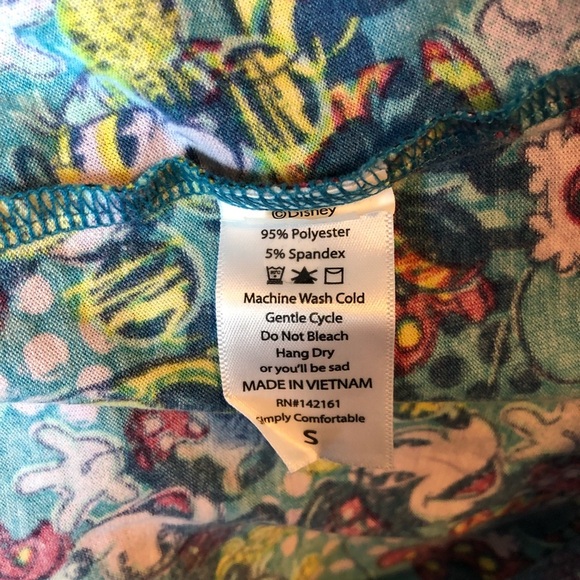 ©Disney
95% Polyester
5% Spandex
Machine Wash Cold
Gentle Cycle
Do Not Bleach
Hang Dry
or you'll be sad
MADE IN VIETNAM
RN#142161
Simply Comfortable
S